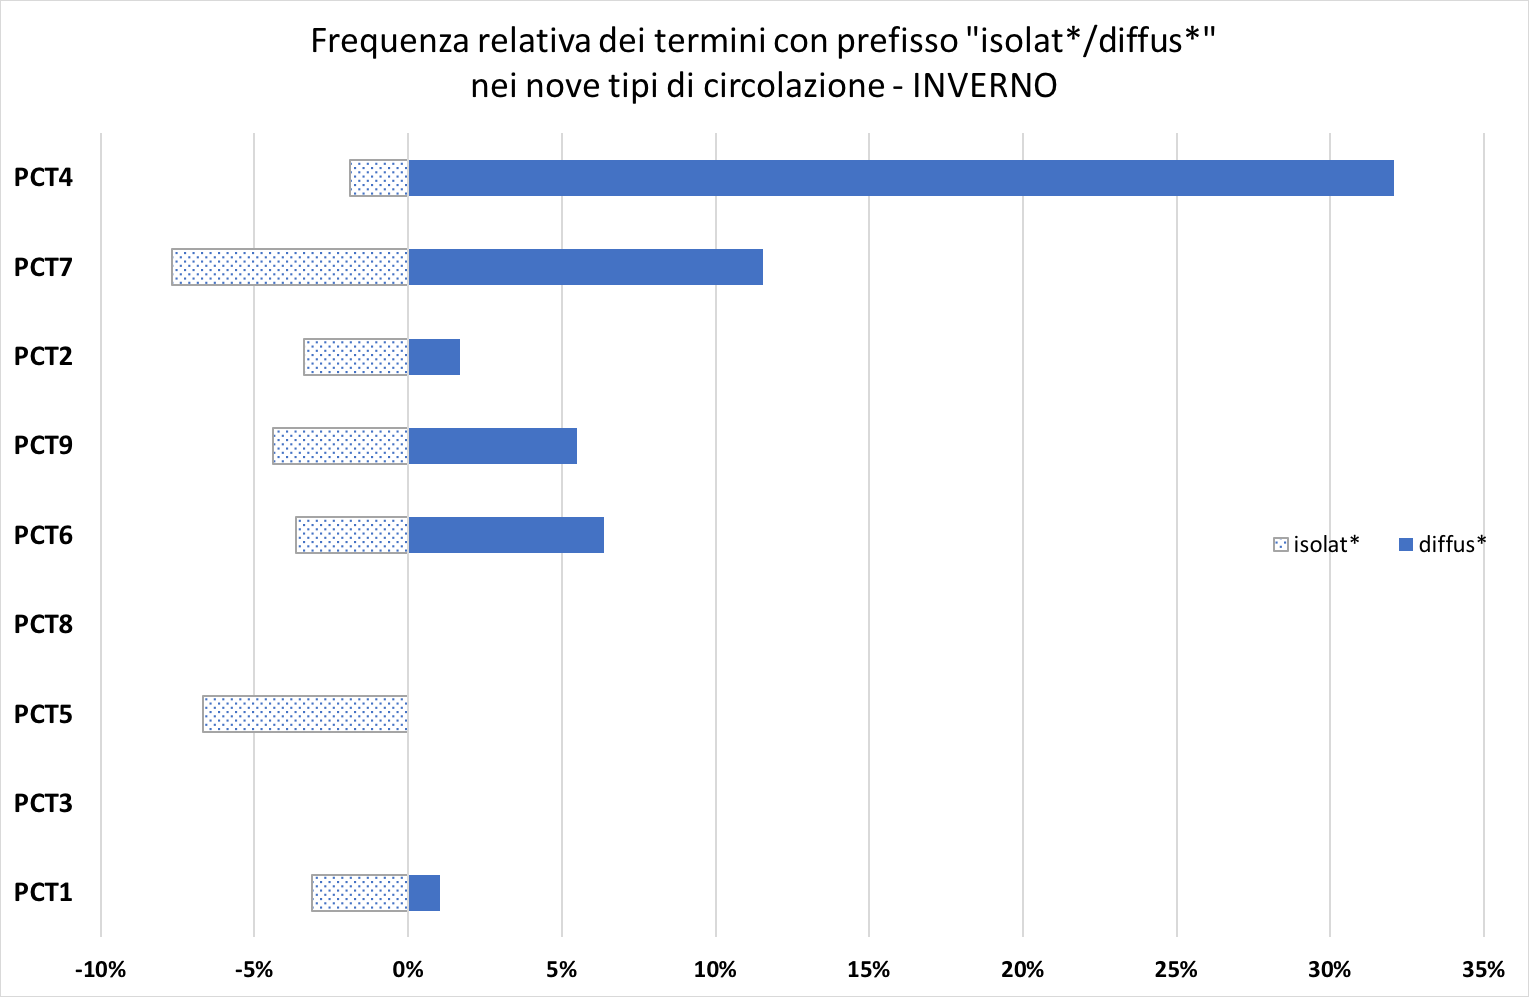 Frequenza relativa dei termini con prefisso "isolat*/diffus*"
nei nove tipi di circolazione - INVERNO
PCT4
PCT7
PCT2
PCT9
PCT6
isolat* diffus*
PCT8
PCT5
PCT3
PCT1
-10% -5% 0% 5% 10% 15% 20% 25% 30% 35%